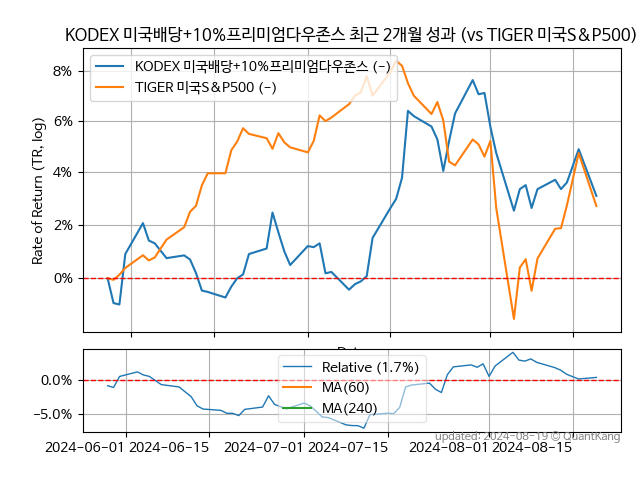 KODEX 미국배당+10%프리미엄다우존스 최근 2개월 성과 (vs TIGER 미국S&P500)
KODEX 미국배당+10%프리미엄다우존스 (-)
TIGER 미국S&P500 (-)
Rate of Return (TR, log)
8%
6%
4%
2%
0%
Relative (1.7%)
MA(60)
MA(240)
0.0%
−5.0%
updated: 2024-08-19 © QuantKang
2024-06-01 2024-06-15 2024-07-01 2024-07-15 2024-08-01 2024-08-15